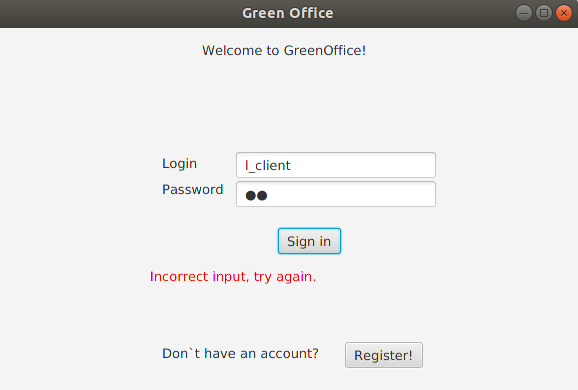 Green Office
Welcome to GreenOffice!
Login l_client
Password ●●
Sign in
Incorrect input, try again.
Don`t have an account? Register!